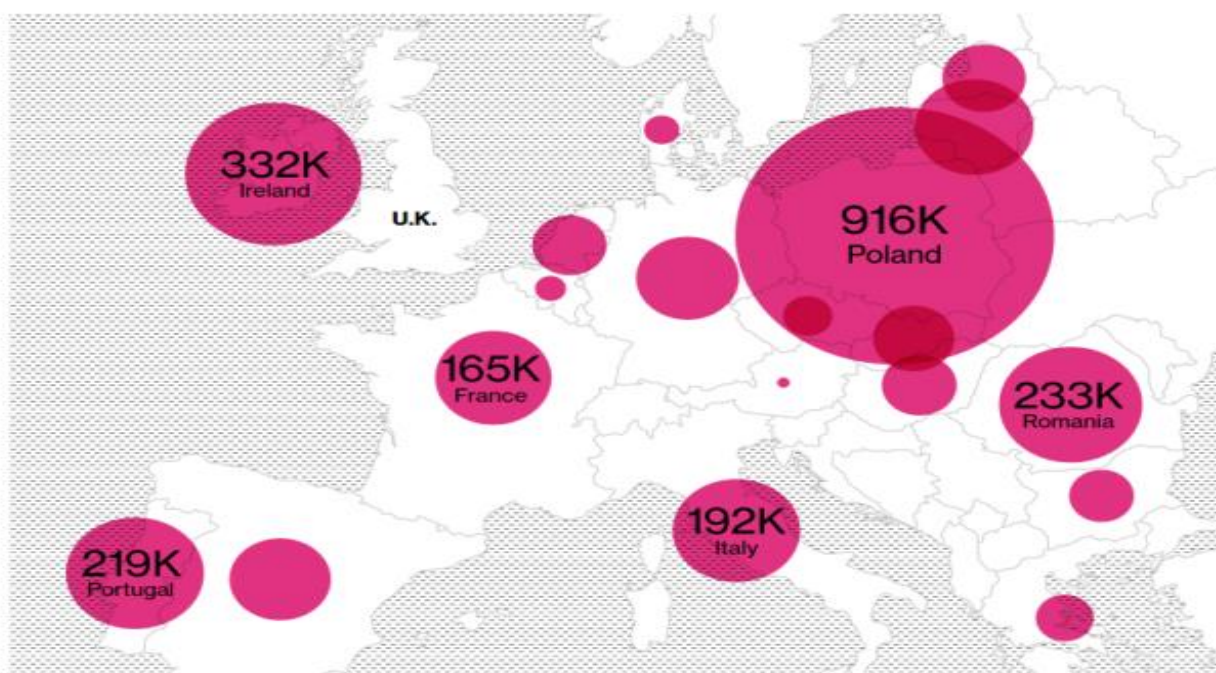 332K
Ireland
U.K.
916K
Poland
165K
France
233K
Romania
192K
Italy
219K
Portugal